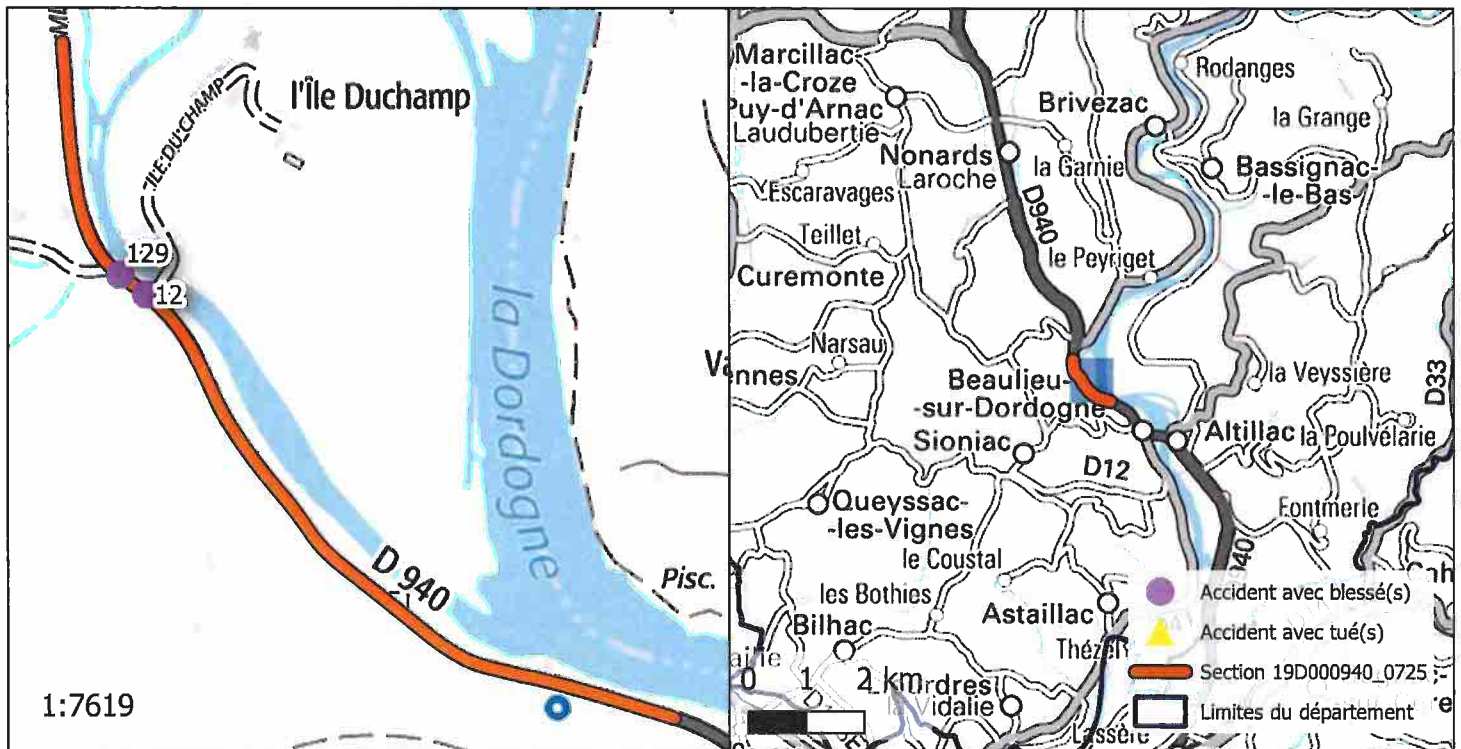 l'Île Duchamp
ILE DU CHAMP
129
12
la Dordogne
D 940
Pisc.
1:7619
Marcillac-
-la-Croze
Puy-d'Arnac
Laudubertie
Escaravages
Teillet
Curemonte
Narsau
Nonards
Laroche
D940
la Garnie
Brivezac
Rodanges
la Grange
Bassignac-
-le-Bas
le Peyriget
Beaulieu-
-sur-Dordogne
Sioniac
Altillac
la Veyssière
la Poulvélarie
D33
D12
Queyssac-
-les-Vignes
le Coustal
les Bothies
Bilhac
Astaillac
Fontmerle
Vidalie
0 1 2 km
Accident avec blessé(s)
Accident avec tué(s)
Section 19D000940_0725
Limites du département